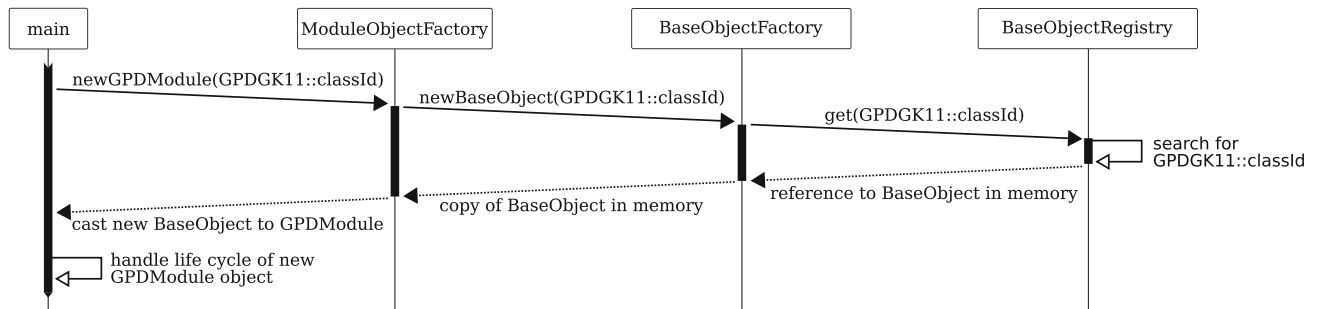 main
ModuleObjectFactory
BaseObjectFactory
BaseObjectRegistry
newGPDModule(GPDGK11::classId)
newBaseObject(GPDGK11::classId)
get(GPDGK11::classId)
search for
GPDGK11::classId
reference to BaseObject in memory
copy of BaseObject in memory
cast new BaseObject to GPDModule
handle life cycle of new
GPDModule object